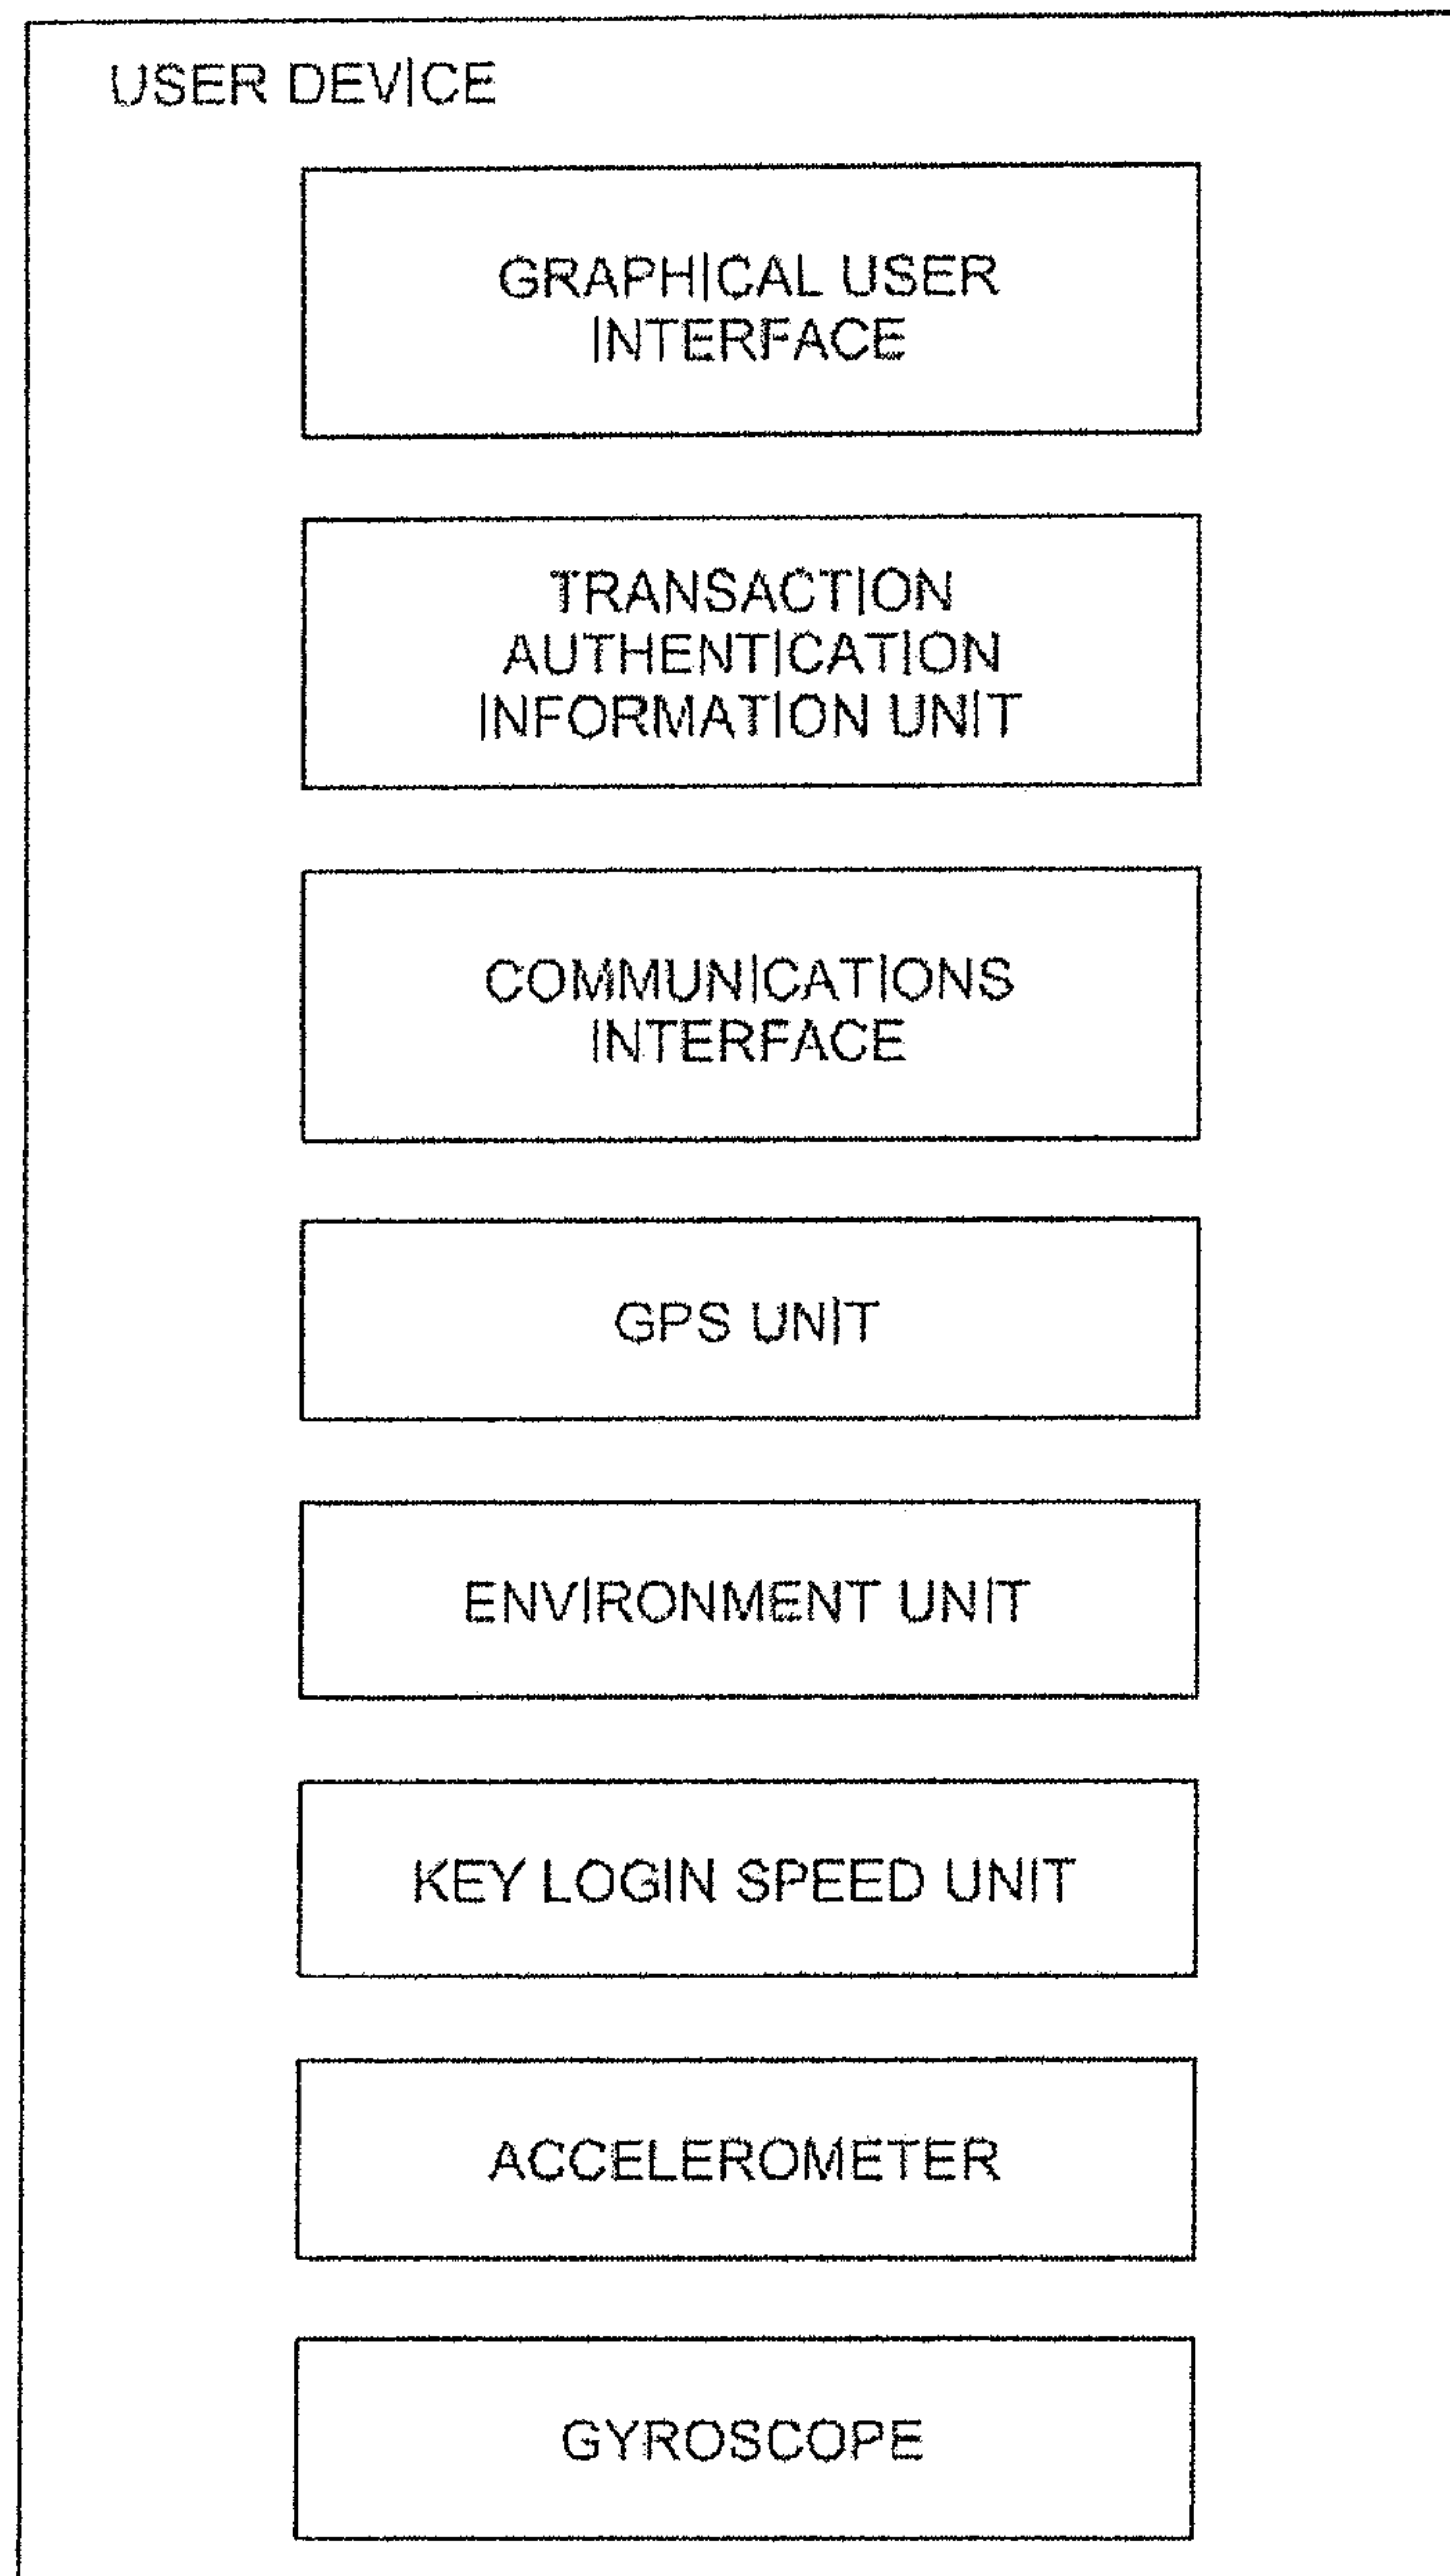 USER DEVICE
GRAPHICAL USER
INTERFACE
TRANSACTION
AUTHENTICATION
INFORMATION UNIT
COMMUNICATIONS
INTERFACE
GPS UNIT
ENVIRONMENT UNIT
KEY LOGIN SPEED UNIT
ACCELEROMETER
GYROSCOPE